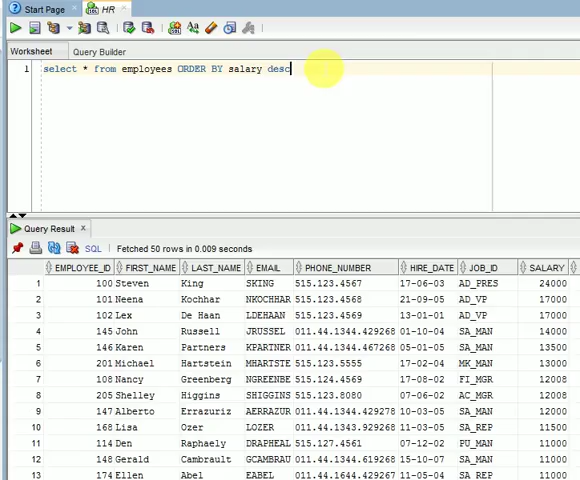 Start Page × HR ×
Worksheet Query Builder
1 select * from employees ORDER BY salary desc
Query Result ×
SQL Fetched 50 rows in 0.009 seconds
EMPLOYEE_ID FIRST_NAME LAST_NAME EMAIL PHONE_NUMBER HIRE_DATE JOB_ID SALARY
1 100 Steven King SKING 515.123.4567 17-06-03 AD_PRES 24000
2 101 Neena Kochhar NKOCHHAR 515.123.4568 21-09-05 AD_VP 17000
3 102 Lex De Haan LDEHAAN 515.123.4569 13-01-01 AD_VP 17000
4 145 John Russell JRUSSEL 011.44.1344.429268 01-10-04 SA_MAN 14000
5 146 Karen Partners KPARTNER 011.44.1344.467268 05-01-05 SA_MAN 13500
6 201 Michael Hartstein MHARTSTE 515.123.5555 17-02-04 MK_MAN 13000
7 108 Nancy Greenberg NGREENBE 515.124.4569 17-08-02 FI_MGR 12008
8 205 Shelley Higgins SHIGGINS 515.123.8080 07-06-02 AC_MGR 12008
9 147 Alberto Errazuriz AERRAZUR 011.44.1344.429278 10-03-05 SA_MAN 12000
10 168 Lisa Ozer LOZER 011.44.1343.929268 11-03-05 SA_REP 11500
11 114 Den Raphaely DRAPHEAL 515.127.4561 07-12-02 PU_MAN 11000
12 148 Gerald Cambrault GCAMBRAU 011.44.1344.619268 15-10-07 SA_MAN 11000
13 174 Ellen Abel EABEL 011.44.1644.429267 11-05-04 SA_REP 11000